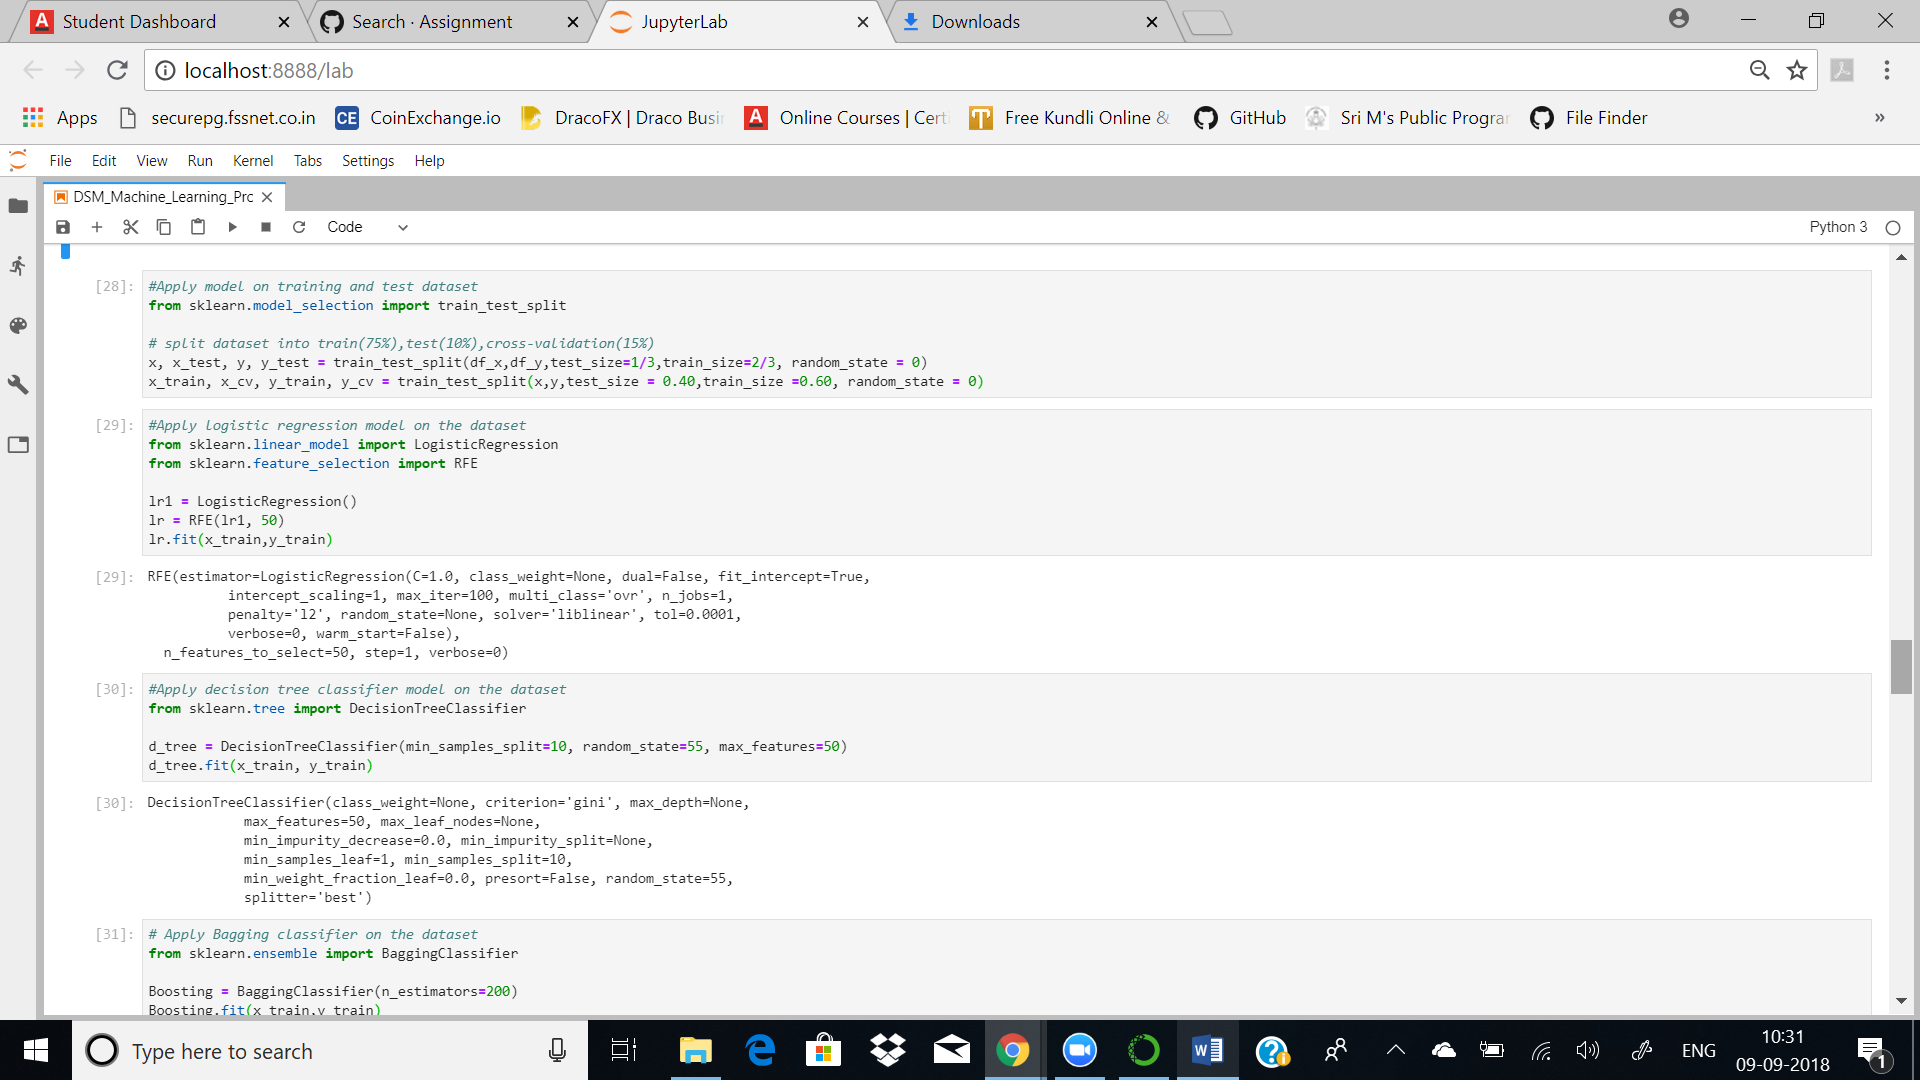 Student Dashboard
Search · Assignment
JupyterLab
Downloads
localhost:8888/lab
Apps
securepg.fssnet.co.in
CE CoinExchange.io
DracoFX | Draco Busi
Online Courses | Certi
Free Kundli Online &
GitHub
Sri M's Public Progra
File Finder
»
File Edit View Run Kernel Tabs Settings Help
DSM_Machine_Learning_Prc
Code
Python 3
[28]: #Apply model on training and test dataset
from sklearn.model_selection import train_test_split
# split dataset into train(75%),test(10%),cross-validation(15%)
x, x_test, y, y_test = train_test_split(df_x,df_y,test_size=1/3,train_size=2/3, random_state = 0)
x_train, x_cv, y_train, y_cv = train_test_split(x,y,test_size = 0.40,train_size =0.60, random_state = 0)
[29]: #Apply logistic regression model on the dataset
from sklearn.linear_model import LogisticRegression
from sklearn.feature_selection import RFE
lr1 = LogisticRegression()
lr = RFE(lr1, 50)
lr.fit(x_train,y_train)
[29]: RFE(estimator=LogisticRegression(C=1.0, class_weight=None, dual=False, fit_intercept=True,
intercept_scaling=1, max_iter=100, multi_class='ovr', n_jobs=1,
penalty='l2', random_state=None, solver='liblinear', tol=0.0001,
verbose=0, warm_start=False),
n_features_to_select=50, step=1, verbose=0)
[30]: #Apply decision tree classifier model on the dataset
from sklearn.tree import DecisionTreeClassifier
d_tree = DecisionTreeClassifier(min_samples_split=10, random_state=55, max_features=50)
d_tree.fit(x_train, y_train)
[30]: DecisionTreeClassifier(class_weight=None, criterion='gini', max_depth=None,
max_features=50, max_leaf_nodes=None,
min_impurity_decrease=0.0, min_impurity_split=None,
min_samples_leaf=1, min_samples_split=10,
min_weight_fraction_leaf=0.0, presort=False, random_state=55,
splitter='best')
[31]: # Apply Bagging classifier on the dataset
from sklearn.ensemble import BaggingClassifier
Boosting = BaggingClassifier(n_estimators=200)
Boosting.fit(x_train,y_train)
Type here to search
ENG
10:31
09-09-2018
1